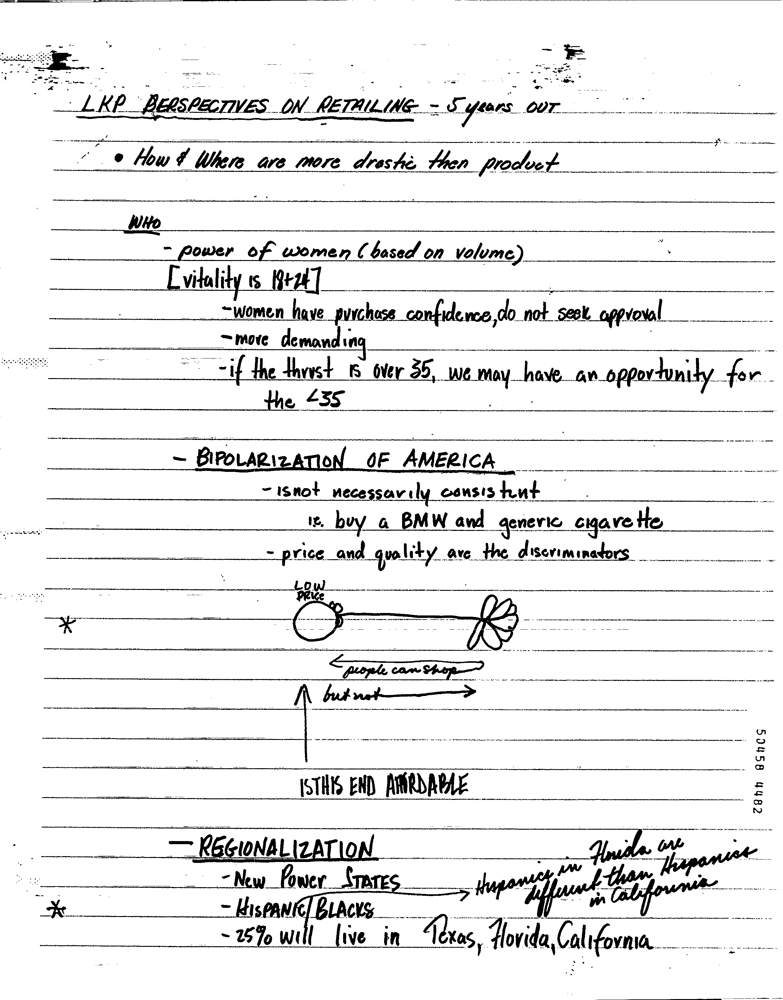 LKP BERSPECTIVES ON RETAILING - 5 years OUT
• How & Where are more drastic then product
WHO
- power of women (based on volume)
[vitality is 18+24]
- women have purchase confidence, do not seek approval
- more demanding
- if the thrust is over 35, we may have an opportunity for
the <35
- BIPOLARIZATION OF AMERICA
- is not necessarily consistent
ie. buy a BMW and generic cigarette
- price and quality are the discriminators
LOW
PRICE
*
people can shop
but not
IS THIS END AFFORDABLE
50458 4482
- REGIONALIZATION
- New Power STATES
Hispanics in Florida are
different than Hispanics
in California
* - HISPANIC/BLACKS
- 25% will live in Texas, Florida, California